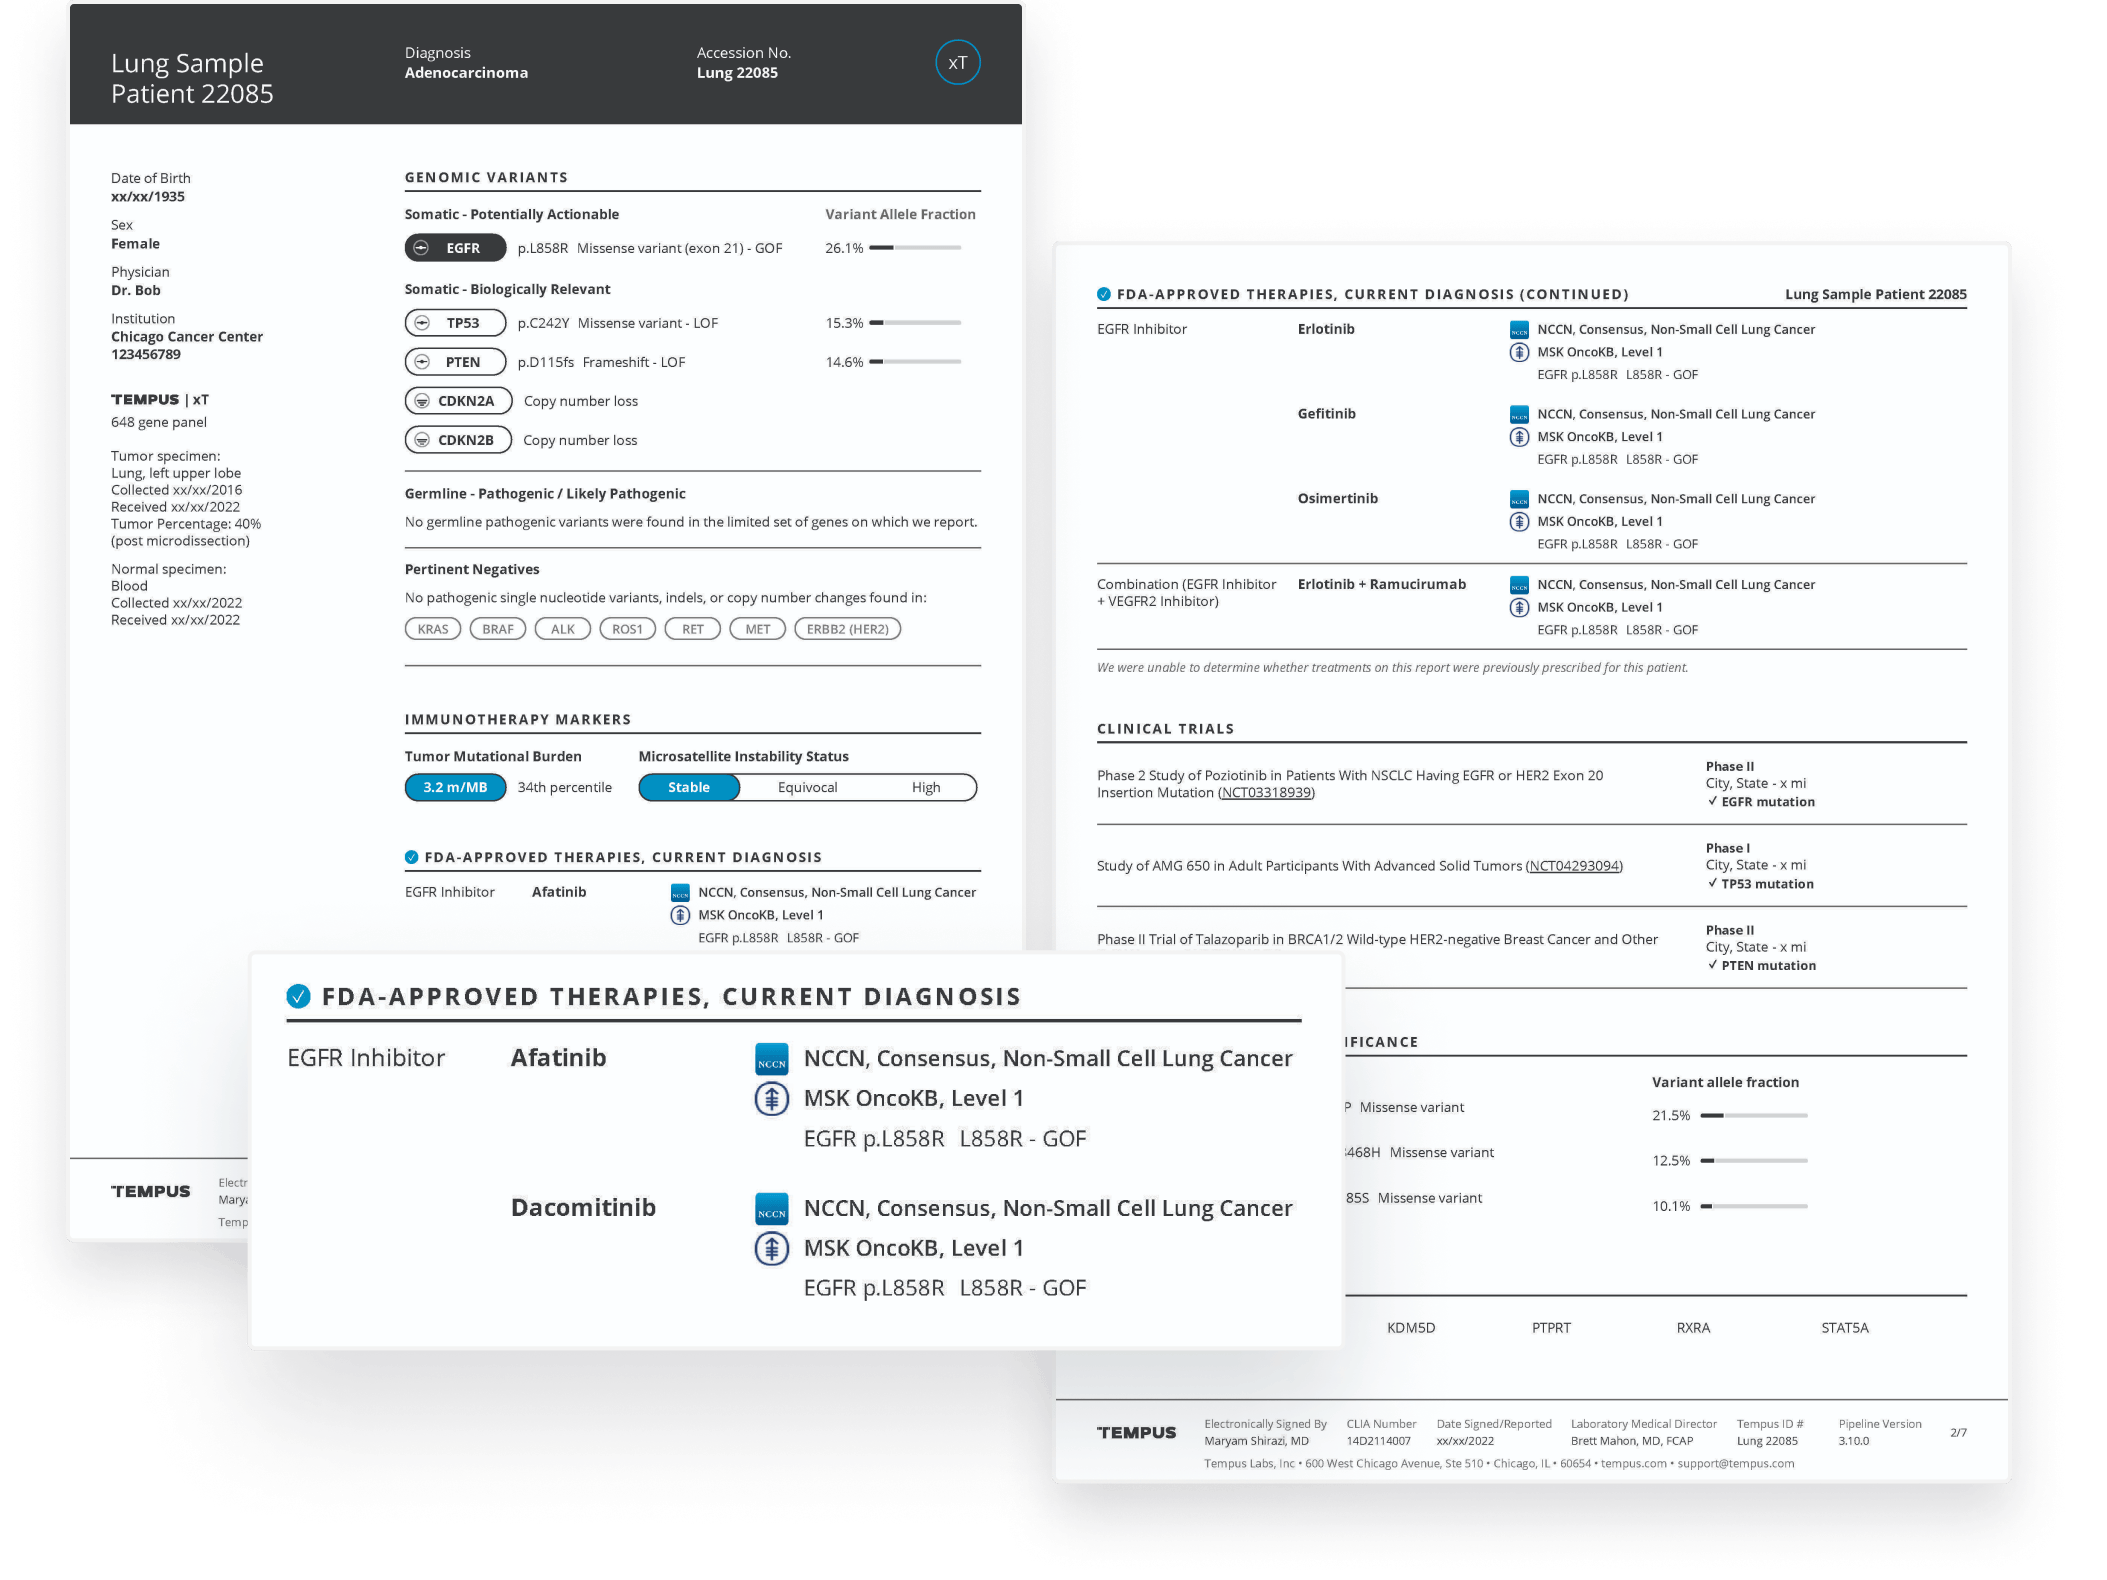 Lung Sample
Patient 22085
Diagnosis
Adenocarcinoma
Accession No.
Lung 22085
xT
Date of Birth
xx/xx/1935
Sex
Female
Physician
Dr. Bob
Institution
Chicago Cancer Center
123456789
TEMPUS | xT
648 gene panel
Tumor specimen:
Lung, left upper lobe
Collected xx/xx/2016
Received xx/xx/2022
Tumor Percentage: 40%
(post microdissection)
Normal specimen:
Blood
Collected xx/xx/2022
Received xx/xx/2022
GENOMIC VARIANTS
Somatic - Potentially Actionable Variant Allele Fraction
EGFR p.L858R Missense variant (exon 21) - GOF 26.1%
Somatic - Biologically Relevant
TP53 p.C242Y Missense variant - LOF 15.3%
PTEN p.D115fs Frameshift - LOF 14.6%
CDKN2A Copy number loss
CDKN2B Copy number loss
Germline - Pathogenic / Likely Pathogenic
No germline pathogenic variants were found in the limited set of genes on which we report.
Pertinent Negatives
No pathogenic single nucleotide variants, indels, or copy number changes found in:
KRAS BRAF ALK ROS1 RET MET ERBB2 (HER2)
IMMUNOTHERAPY MARKERS
Tumor Mutational Burden Microsatellite Instability Status
3.2 m/MB 34th percentile Stable Equivocal High
FDA-APPROVED THERAPIES, CURRENT DIAGNOSIS
EGFR Inhibitor Afatinib NCCN NCCN, Consensus, Non-Small Cell Lung Cancer
MSK OncoKB, Level 1
EGFR p.L858R L858R - GOF
TEMPUS
Electr
Marya
Temp
FDA-APPROVED THERAPIES, CURRENT DIAGNOSIS
EGFR Inhibitor Afatinib NCCN NCCN, Consensus, Non-Small Cell Lung Cancer
MSK OncoKB, Level 1
EGFR p.L858R L858R - GOF
Dacomitinib NCCN NCCN, Consensus, Non-Small Cell Lung Cancer
MSK OncoKB, Level 1
EGFR p.L858R L858R - GOF
FDA-APPROVED THERAPIES, CURRENT DIAGNOSIS (CONTINUED) Lung Sample Patient 22085
EGFR Inhibitor Erlotinib NCCN NCCN, Consensus, Non-Small Cell Lung Cancer
MSK OncoKB, Level 1
EGFR p.L858R L858R - GOF
Gefitinib NCCN NCCN, Consensus, Non-Small Cell Lung Cancer
MSK OncoKB, Level 1
EGFR p.L858R L858R - GOF
Osimertinib NCCN NCCN, Consensus, Non-Small Cell Lung Cancer
MSK OncoKB, Level 1
EGFR p.L858R L858R - GOF
Combination (EGFR Inhibitor
+ VEGFR2 Inhibitor)
Erlotinib + Ramucirumab NCCN NCCN, Consensus, Non-Small Cell Lung Cancer
MSK OncoKB, Level 1
EGFR p.L858R L858R - GOF
We were unable to determine whether treatments on this report were previously prescribed for this patient.
CLINICAL TRIALS
Phase 2 Study of Poziotinib in Patients With NSCLC Having EGFR or HER2 Exon 20
Insertion Mutation (NCT03318939)
Phase II
City, State - x mi
✓ EGFR mutation
Study of AMG 650 in Adult Participants With Advanced Solid Tumors (NCT04293094)
Phase I
City, State - x mi
✓ TP53 mutation
Phase II Trial of Talazoparib in BRCA1/2 Wild-type HER2-negative Breast Cancer and Other
Phase II
City, State - x mi
✓ PTEN mutation
IFICANCE
Variant allele fraction
P Missense variant 21.5%
468H Missense variant 12.5%
85S Missense variant 10.1%
KDM5D PTPRT RXRA STAT5A
TEMPUS
Electronically Signed By CLIA Number Date Signed/Reported Laboratory Medical Director Tempus ID # Pipeline Version
Maryam Shirazi, MD 14D2114007 xx/xx/2022 Brett Mahon, MD, FCAP Lung 22085 3.10.0 2/7
Tempus Labs, Inc • 600 West Chicago Avenue, Ste 510 • Chicago, IL • 60654 • tempus.com • support@tempus.com